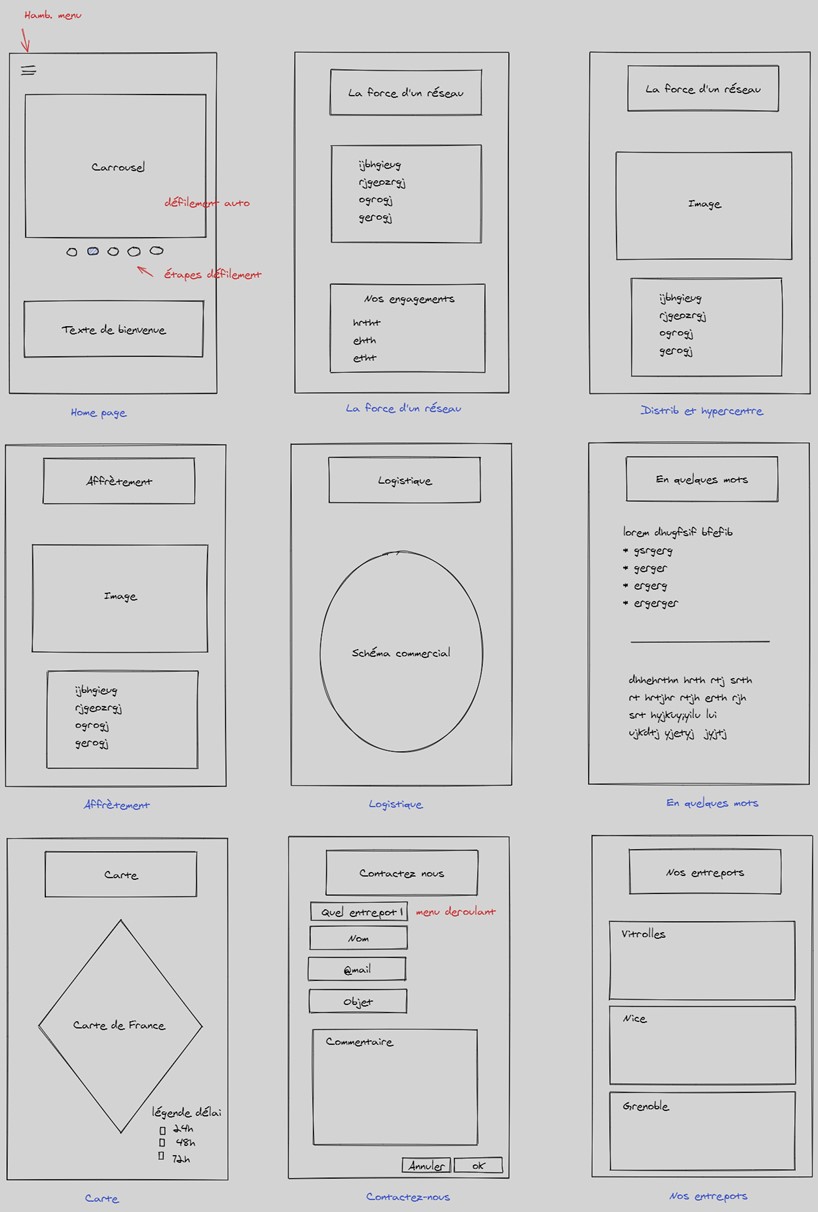 Hamb. menu
Carrousel
défilement auto
étapes défilement
Texte de bienvenue
Home page
La force d'un réseau
ijbhgieug
rjgeozrgj
ogrogj
gerogj
Nos engagements
hrtht
ehth
etht
La force d'un réseau
La force d'un réseau
Image
ijbhgieug
rjgeozrgj
ogrogj
gerogj
Distrib et hypercentre
Affrètement
Image
ijbhgieug
rjgeozrgj
ogrogj
gerogj
Affrètement
Logistique
Schéma commercial
Logistique
En quelques mots
lorem dhugfsif bfefib
* gsrgerg
* gerger
* ergerg
* ergerger
dhhehrthn hrth rtj srth
rt hrtjhr rtjh erth rjh
srt hyjkuy;yilu lui
ujkdtj yjetyj jyjtj
En quelques mots
Carte
Carte de France
légende délai
24h
48h
72h
Carte
Contactez nous
Quel entrepot !
menu deroulant
Nom
@mail
Objet
Commentaire
Annuler
OK
Contactez-nous
Nos entrepots
Vitrolles
Nice
Grenoble
Nos entrepots